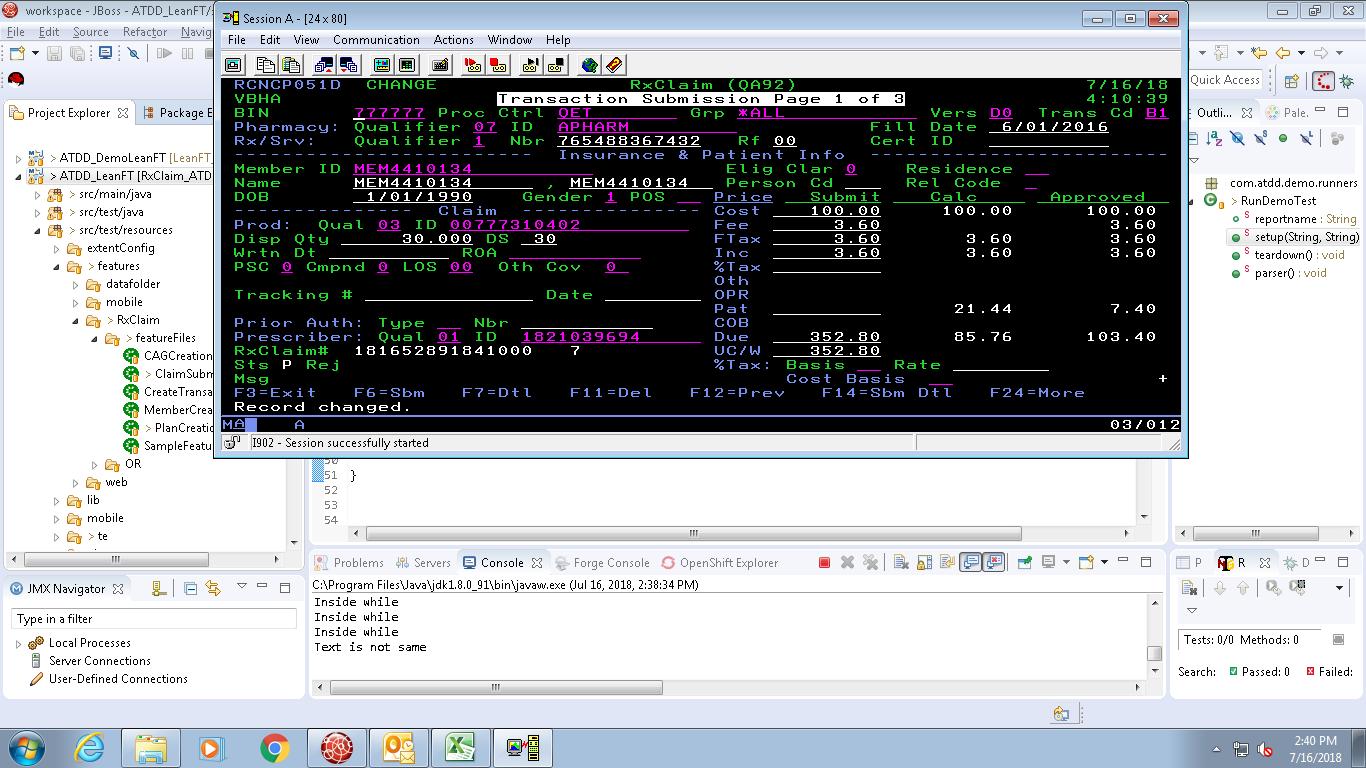 workspace - JBoss - ATDD_LeanFT/
File Edit Source Refactor Navig
Quick Access
Project Explorer Package E
ATDD_DemoLeanFT [LeanFT_
ATDD_LeanFT [RxClaim_ATD
src/main/java
src/test/java
src/test/resources
extentConfig
> features
datafolder
mobile
> RxClaim
> featureFiles
CAGCreation
> ClaimSubm
CreateTransa
MemberCrea
> PlanCreatio
SampleFeatu
OR
web
lib
mobile
> te
Session A - [24 x 80]
File Edit View Communication Actions Window Help
RCNCP051D CHANGE RxClaim (QA92) 7/16/18
VBHA Transaction Submission Page 1 of 3 4:10:39
BIN 777777 Proc Ctrl QET Grp *ALL Vers D0 Trans Cd B1
Pharmacy: Qualifier 07 ID APHARM Fill Date 6/01/2016
Rx/Srv: Qualifier 1 Nbr 765488367432 Rf 00 Cert ID
Insurance & Patient Info
Member ID MEM4410134 Elig Clar 0 Residence
Name MEM4410134 , MEM4410134 Person Cd Rel Code
DOB 1/01/1990 Gender 1 POS Price Submit Calc Approved
Claim Cost 100.00 100.00 100.00
Prod: Qual 03 ID 00777310402 Fee 3.60 3.60
Disp Qty 30.000 DS 30 FTax 3.60 3.60 3.60
Wrtn Dt ROA Inc 3.60 3.60 3.60
PSC 0 Cmpnd 0 LOS 00 Oth Cov 0 %Tax
Oth
Tracking # Date OPR
Pat 21.44 7.40
Prior Auth: Type Nbr COB
Prescriber: Qual 01 ID 1821039694 Due 352.80 85.76 103.40
RxClaim# 181652891841000 7 UC/W 352.80
Sts P Rej %Tax: Basis Rate
Msg Cost Basis +
F3=Exit F6=Sbm F7=Dtl F11=Del F12=Prev F14=Sbm Dtl F24=More
Record changed.
MA A 03/012
I902 - Session successfully started
Outli... Pale.
com.atdd.demo.runners
> RunDemoTest
reportname : String
setup(String, String)
teardown() : void
parser() : void
50
51 }
52
53
54
Problems Servers Console Forge Console OpenShift Explorer
C:\Program Files\Java\jdk1.8.0_91\bin\javaw.exe (Jul 16, 2018, 2:38:34 PM)
Inside while
Inside while
Inside while
Text is not same
JMX Navigator
Type in a filter
Local Processes
Server Connections
User-Defined Connections
P R D
Tests: 0/0 Methods: 0
Search: Passed: 0 Failed:
2:40 PM
7/16/2018